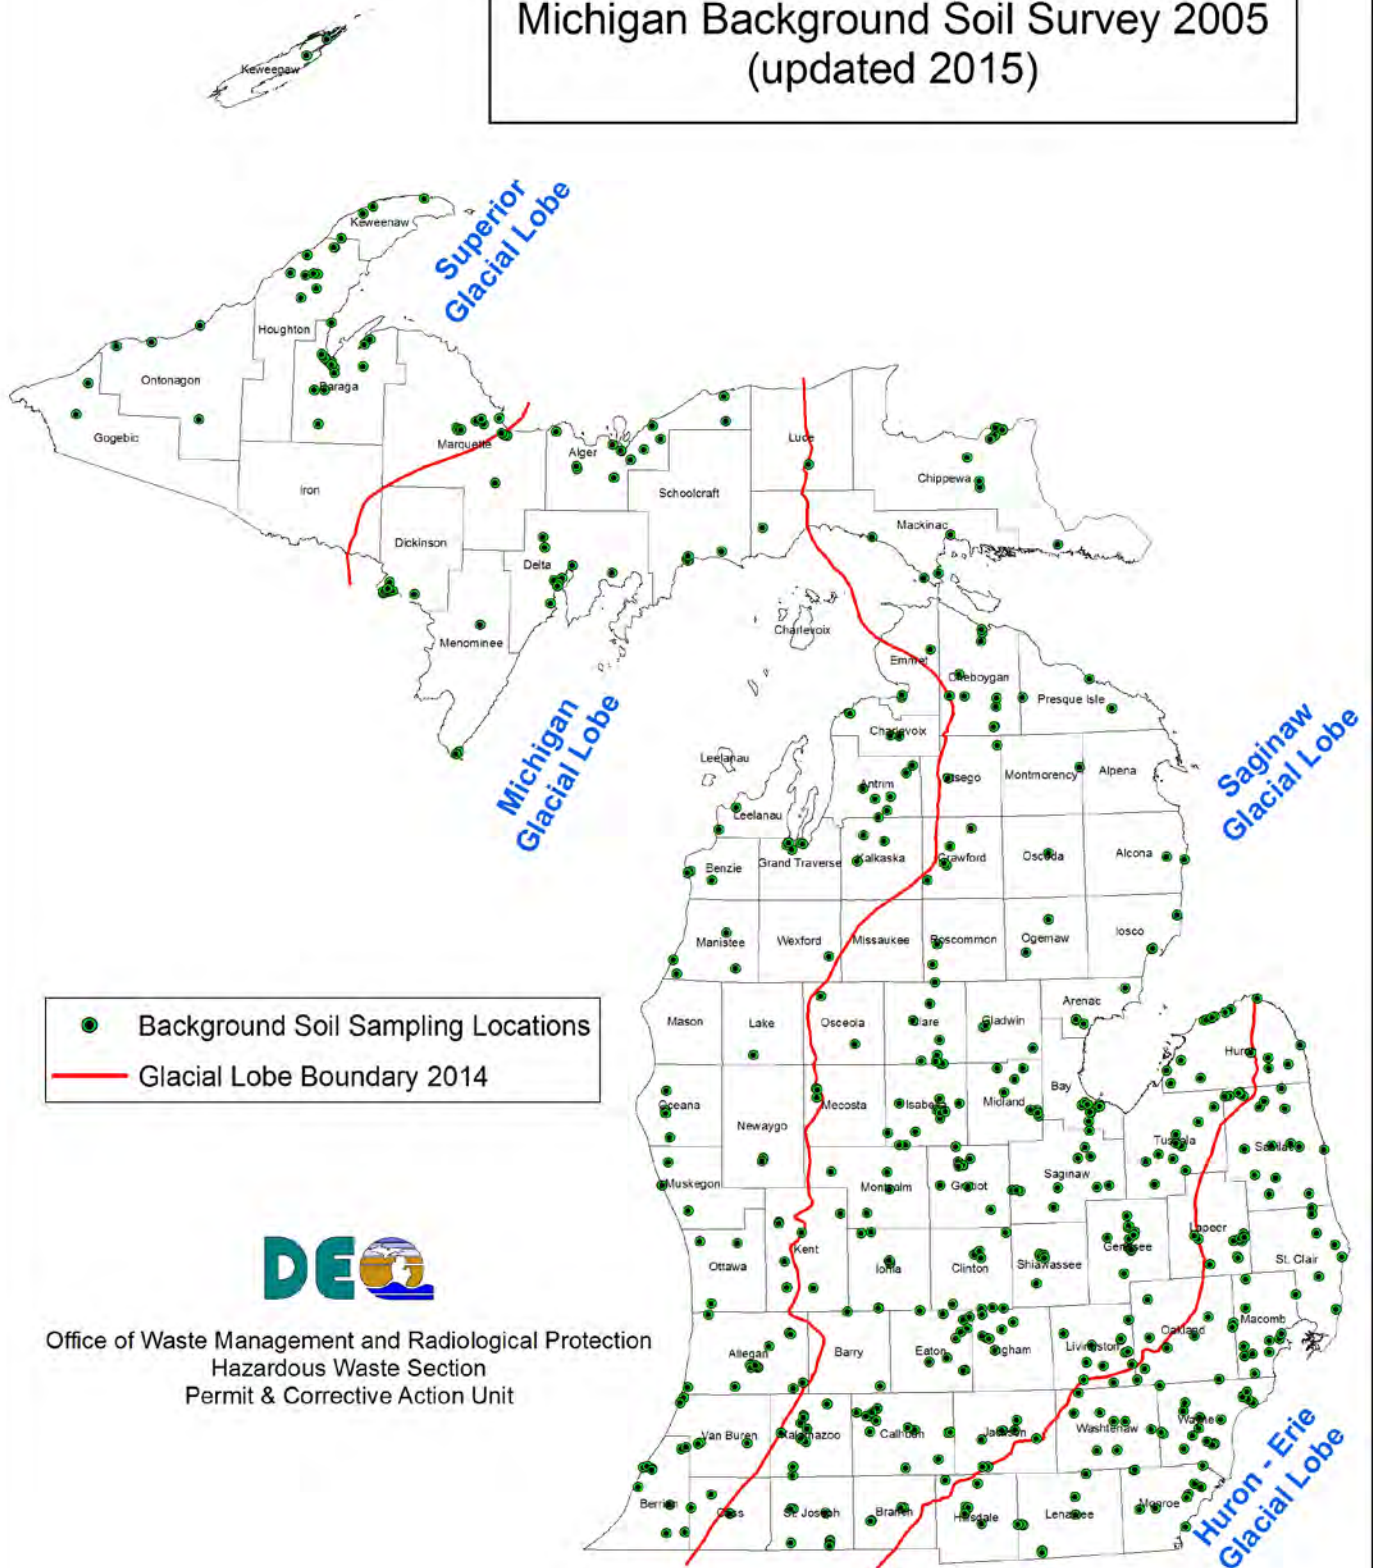 Michigan Background Soil Survey 2005
(updated 2015)
Keweenaw
Superior
Glacial Lobe
Keweenaw
Houghton
Ontonagon
Baraga
Gogebic
Marquette
Iron
Alger
Luce
Chippewa
Schoolcraft
Mackinac
Dickinson
Delta
Menominee
Charlevoix
Emmet
Cheboygan
Presque Isle
Charlevoix
Michigan
Glacial Lobe
Saginaw
Glacial Lobe
Leelanau
Antrim
Otsego
Montmorency
Alpena
Leelanau
Benzie
Grand Traverse
Kalkaska
Crawford
Oscoda
Alcona
Manistee
Wexford
Missaukee
Roscommon
Ogemaw
Iosco
Background Soil Sampling Locations
Glacial Lobe Boundary 2014
Mason
Lake
Osceola
Clare
Gladwin
Arenac
Huron
Oceana
Newaygo
Mecosta
Isabella
Midland
Bay
Tuscola
Sanilac
Muskegon
Montcalm
Gratiot
Saginaw
Lapeer
Genesee
St. Clair
Ottawa
Kent
Ionia
Clinton
Shiawassee
DEQ
Office of Waste Management and Radiological Protection
Hazardous Waste Section
Permit & Corrective Action Unit
Allegan
Barry
Eaton
Ingham
Livingston
Oakland
Macomb
Van Buren
Kalamazoo
Calhoun
Jackson
Washtenaw
Wayne
Berrien
Cass
St. Joseph
Branch
Hillsdale
Lenawee
Monroe
Huron - Erie
Glacial Lobe